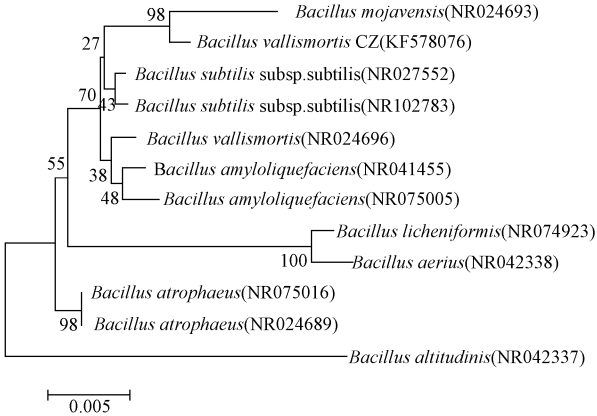 98
Bacillus mojavensis(NR024693)
27
Bacillus vallismortis CZ(KF578076)
Bacillus subtilis subsp.subtilis(NR027552)
70
43
Bacillus subtilis subsp.subtilis(NR102783)
Bacillus vallismortis(NR024696)
55
38
Bacillus amyloliquefaciens(NR041455)
48
Bacillus amyloliquefaciens(NR075005)
Bacillus licheniformis(NR074923)
100
Bacillus aerius(NR042338)
Bacillus atrophaeus(NR075016)
98
Bacillus atrophaeus(NR024689)
Bacillus altitudinis(NR042337)
0.005